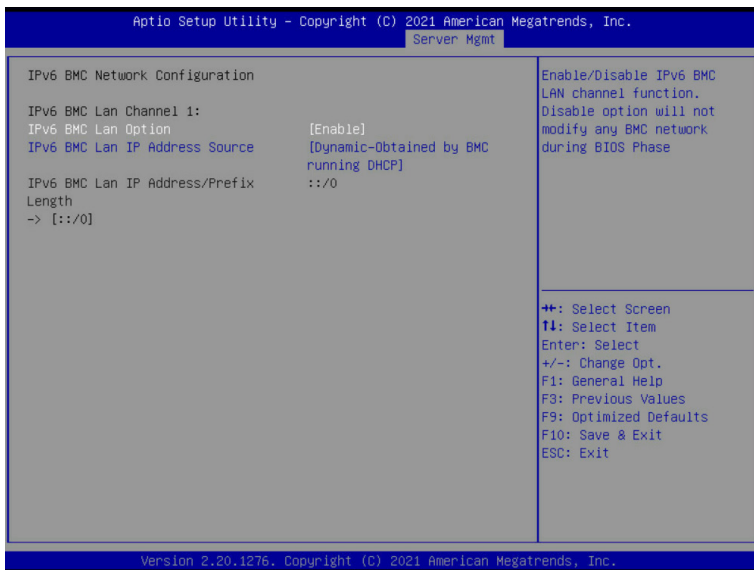 Aptio Setup Utility – Copyright (C) 2021 American Megatrends, Inc.
Server Mgmt
IPv6 BMC Network Configuration
IPv6 BMC Lan Channel 1:
IPv6 BMC Lan Option [Enable]
IPv6 BMC Lan IP Address Source [Dynamic-Obtained by BMC
running DHCP]
IPv6 BMC Lan IP Address/Prefix ::/0
Length
-> [::/0]
Enable/Disable IPv6 BMC
LAN channel function.
Disable option will not
modify any BMC network
during BIOS Phase
→←: Select Screen
↑↓: Select Item
Enter: Select
+/-: Change Opt.
F1: General Help
F3: Previous Values
F9: Optimized Defaults
F10: Save & Exit
ESC: Exit
Version 2.20.1276. Copyright (C) 2021 American Megatrends, Inc.